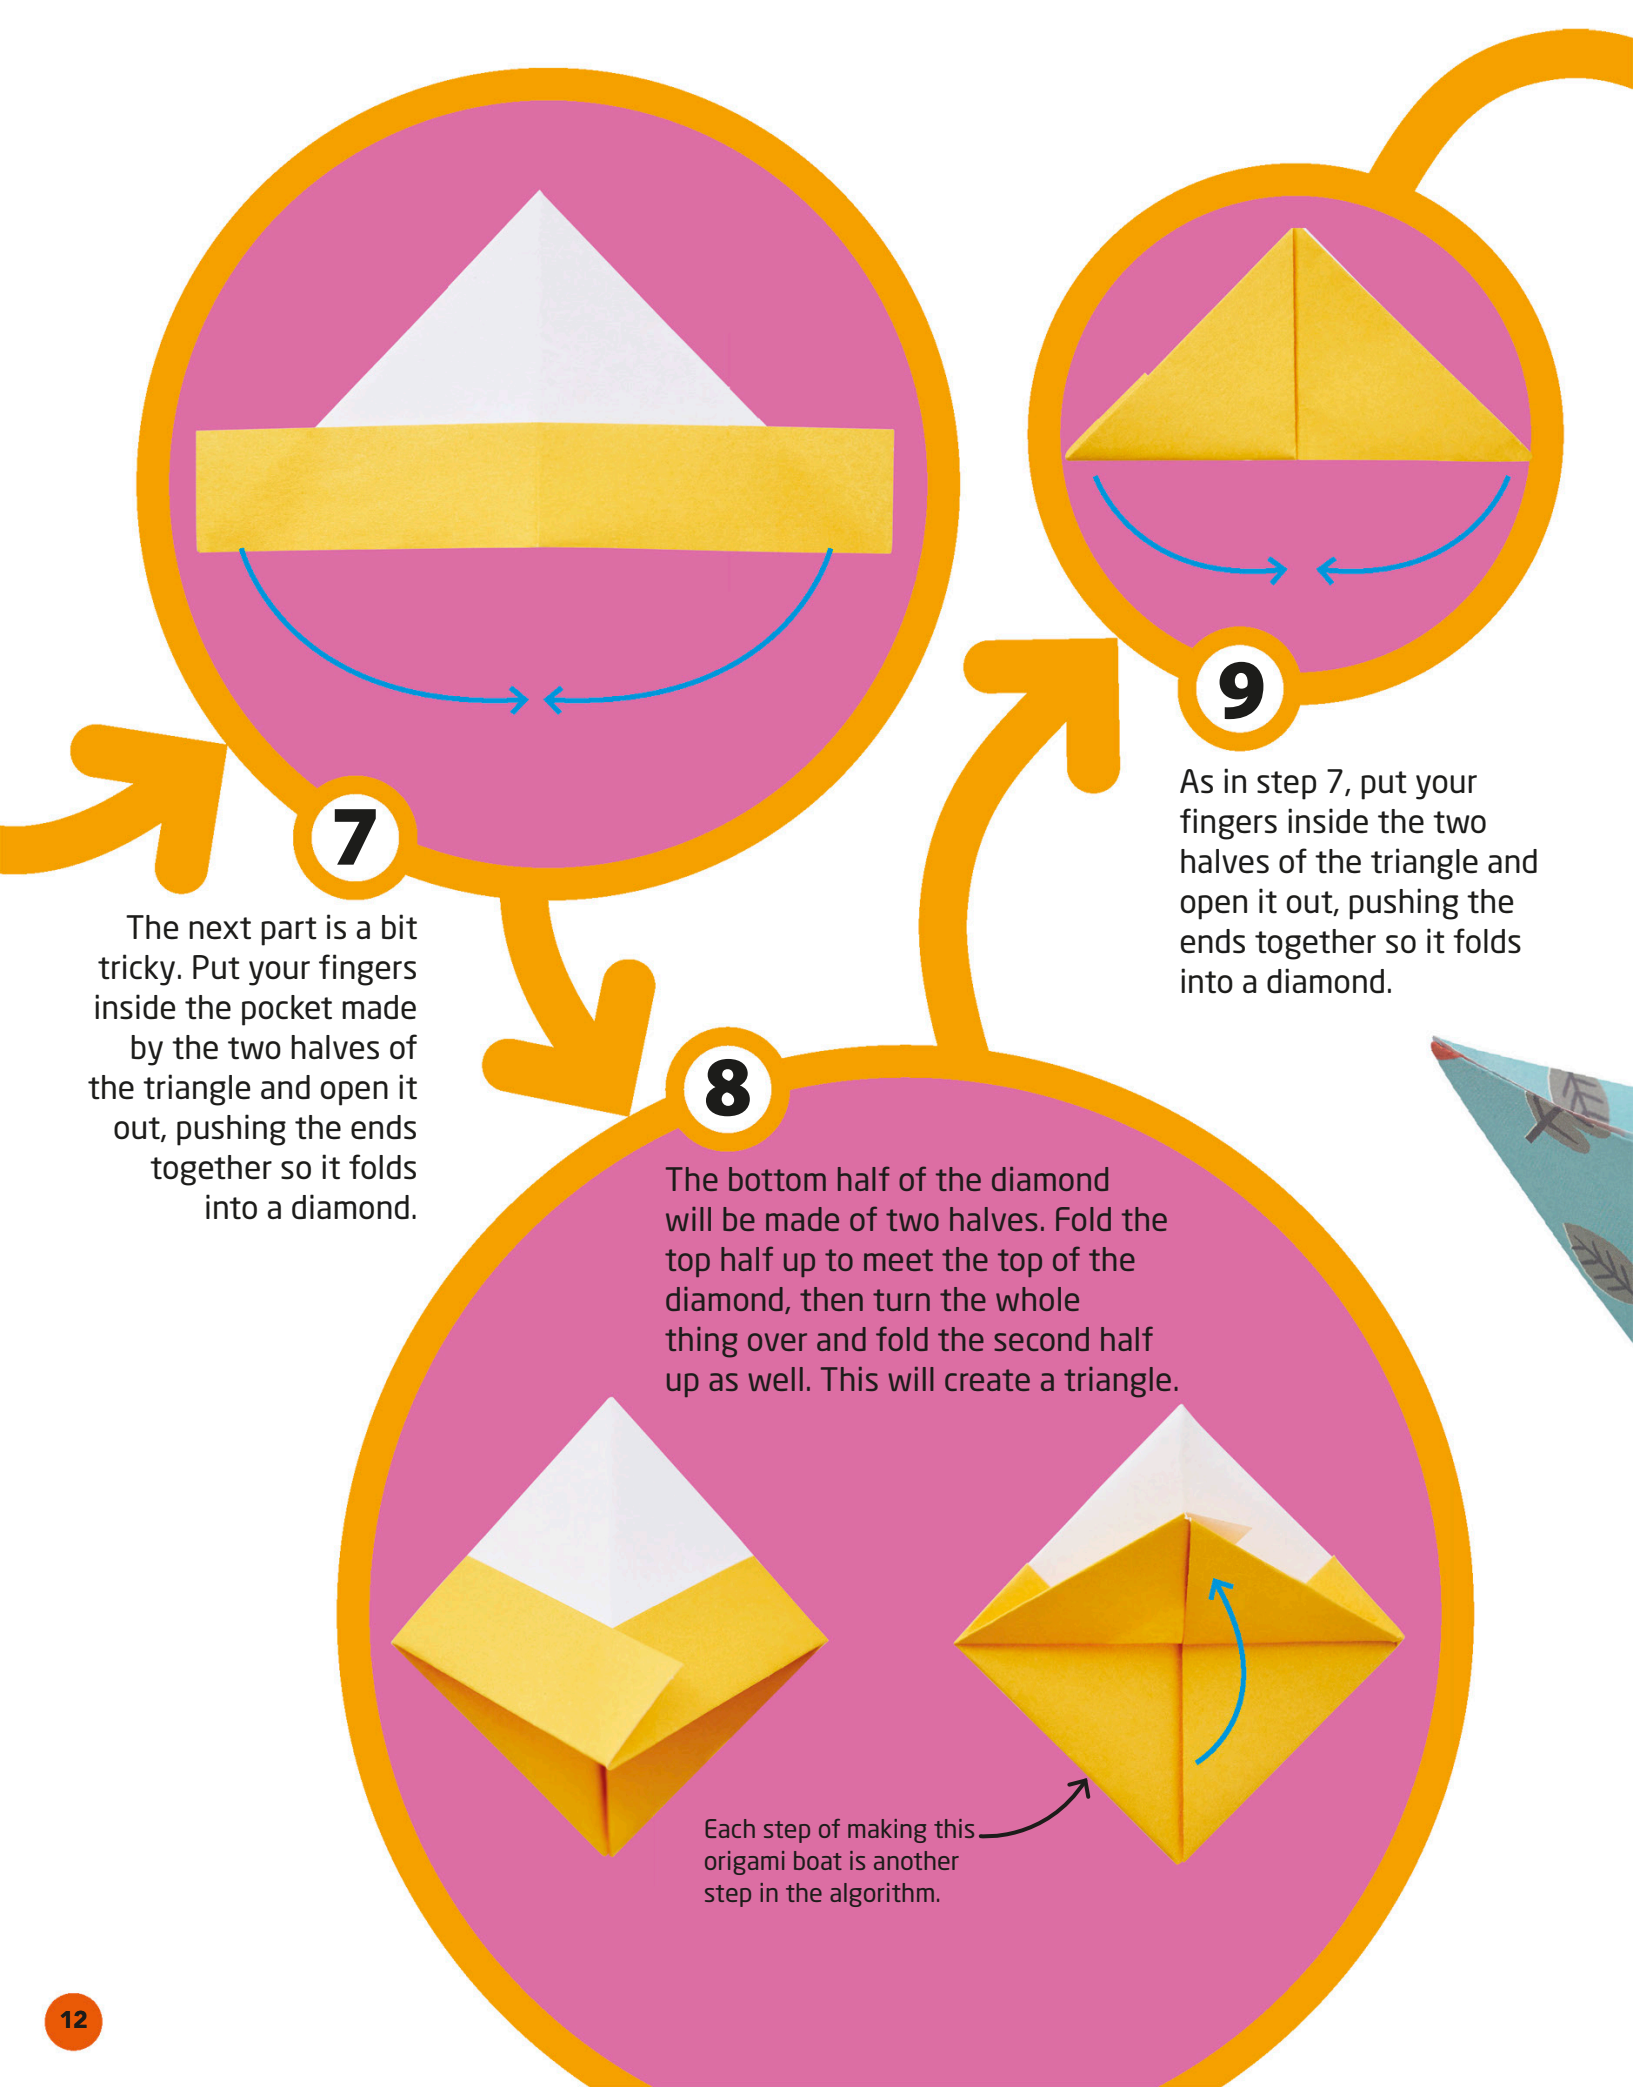 7
The next part is a bit
tricky. Put your fingers
inside the pocket made
by the two halves of
the triangle and open it
out, pushing the ends
together so it folds
into a diamond.
8
The bottom half of the diamond
will be made of two halves. Fold the
top half up to meet the top of the
diamond, then turn the whole
thing over and fold the second half
up as well. This will create a triangle.
Each step of making this
origami boat is another
step in the algorithm.
9
As in step 7, put your
fingers inside the two
halves of the triangle and
open it out, pushing the
ends together so it folds
into a diamond.
12